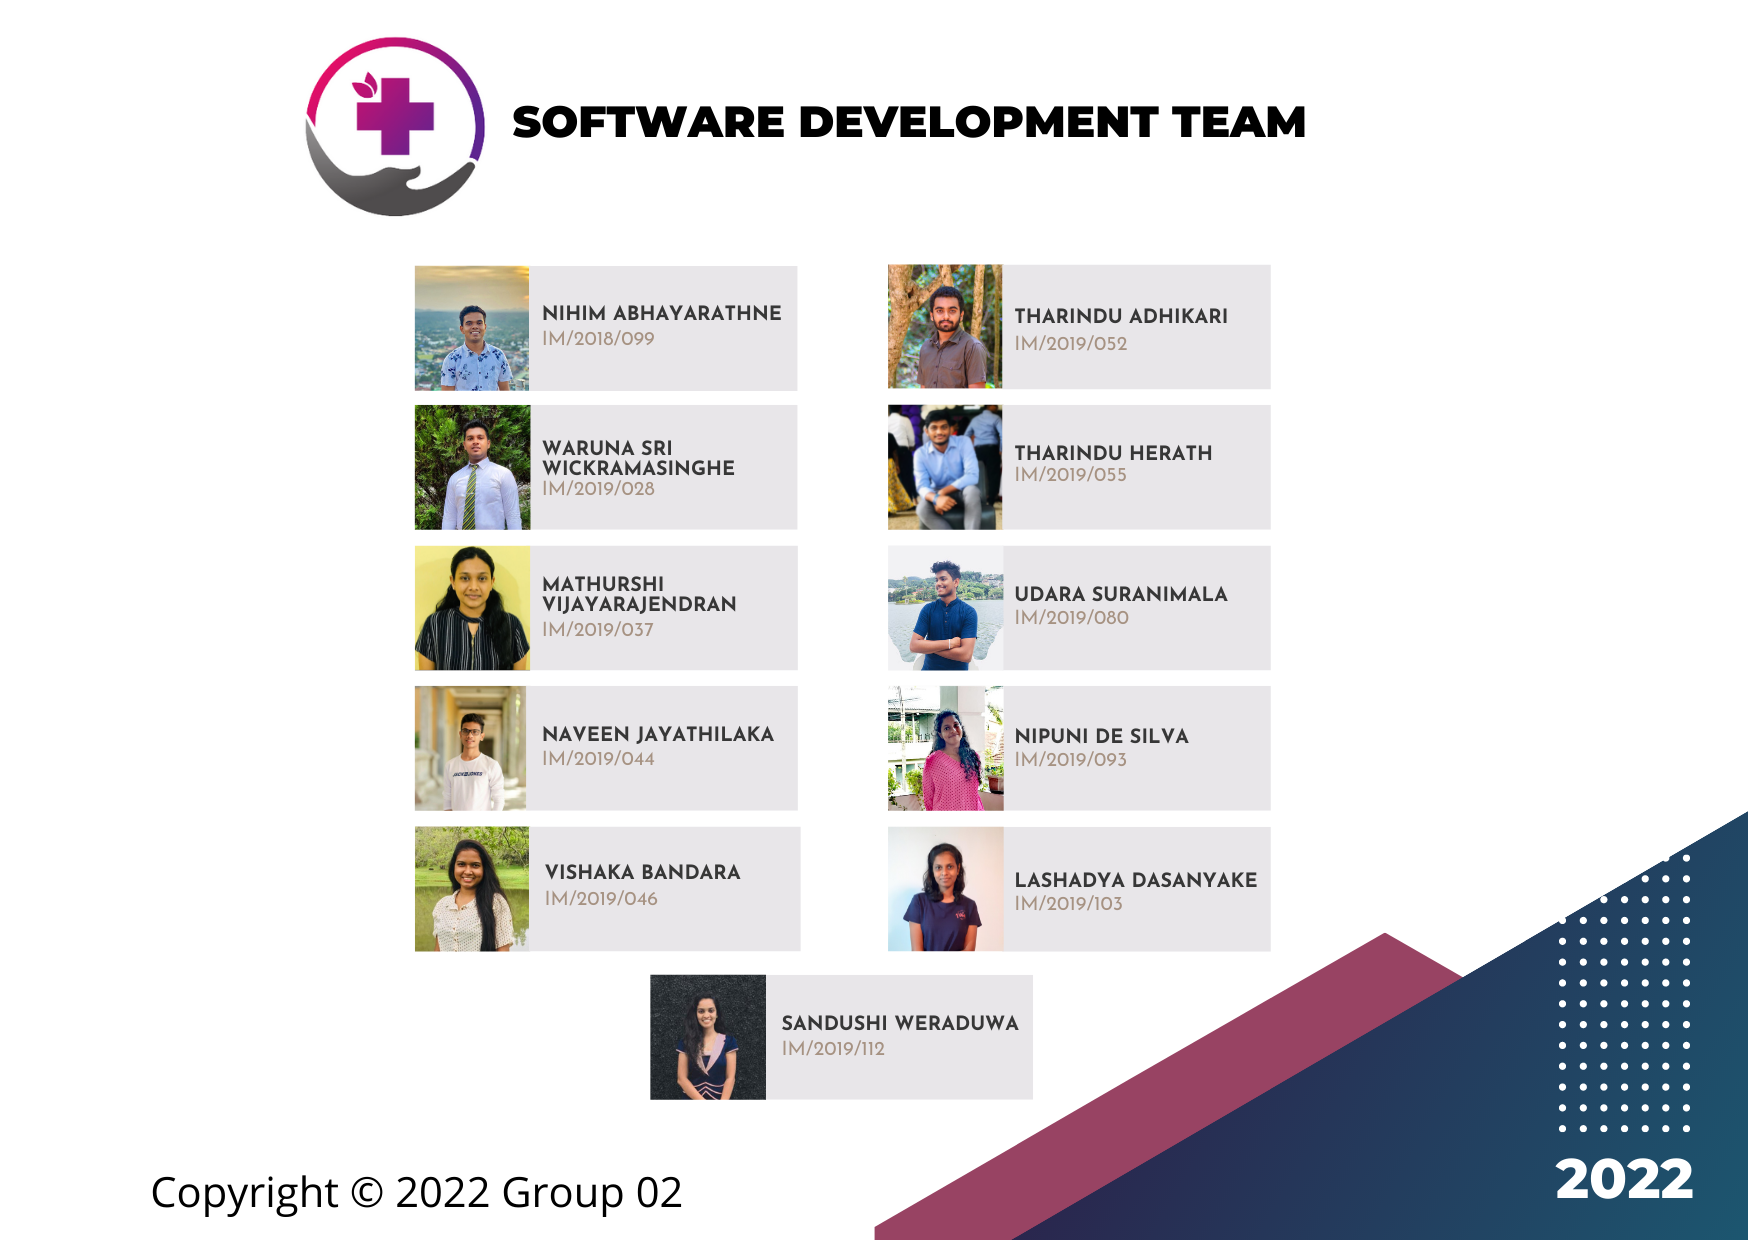 SOFTWARE DEVELOPMENT TEAM
NIHIM ABHAYARATHNE
IM/2018/099
THARINDU ADHIKARI
IM/2019/052
WARUNA SRI
WICKRAMASINGHE
IM/2019/028
THARINDU HERATH
IM/2019/055
MATHURSHI
VIJAYARAJENDRAN
IM/2019/037
UDARA SURANIMALA
IM/2019/080
NAVEEN JAYATHILAKA
IM/2019/044
JACK & JONES
NIPUNI DE SILVA
IM/2019/093
VISHAKA BANDARA
IM/2019/046
LASHADYA DASANYAKE
IM/2019/103
SANDUSHI WERADUWA
IM/2019/112
Copyright © 2022 Group 02
2022